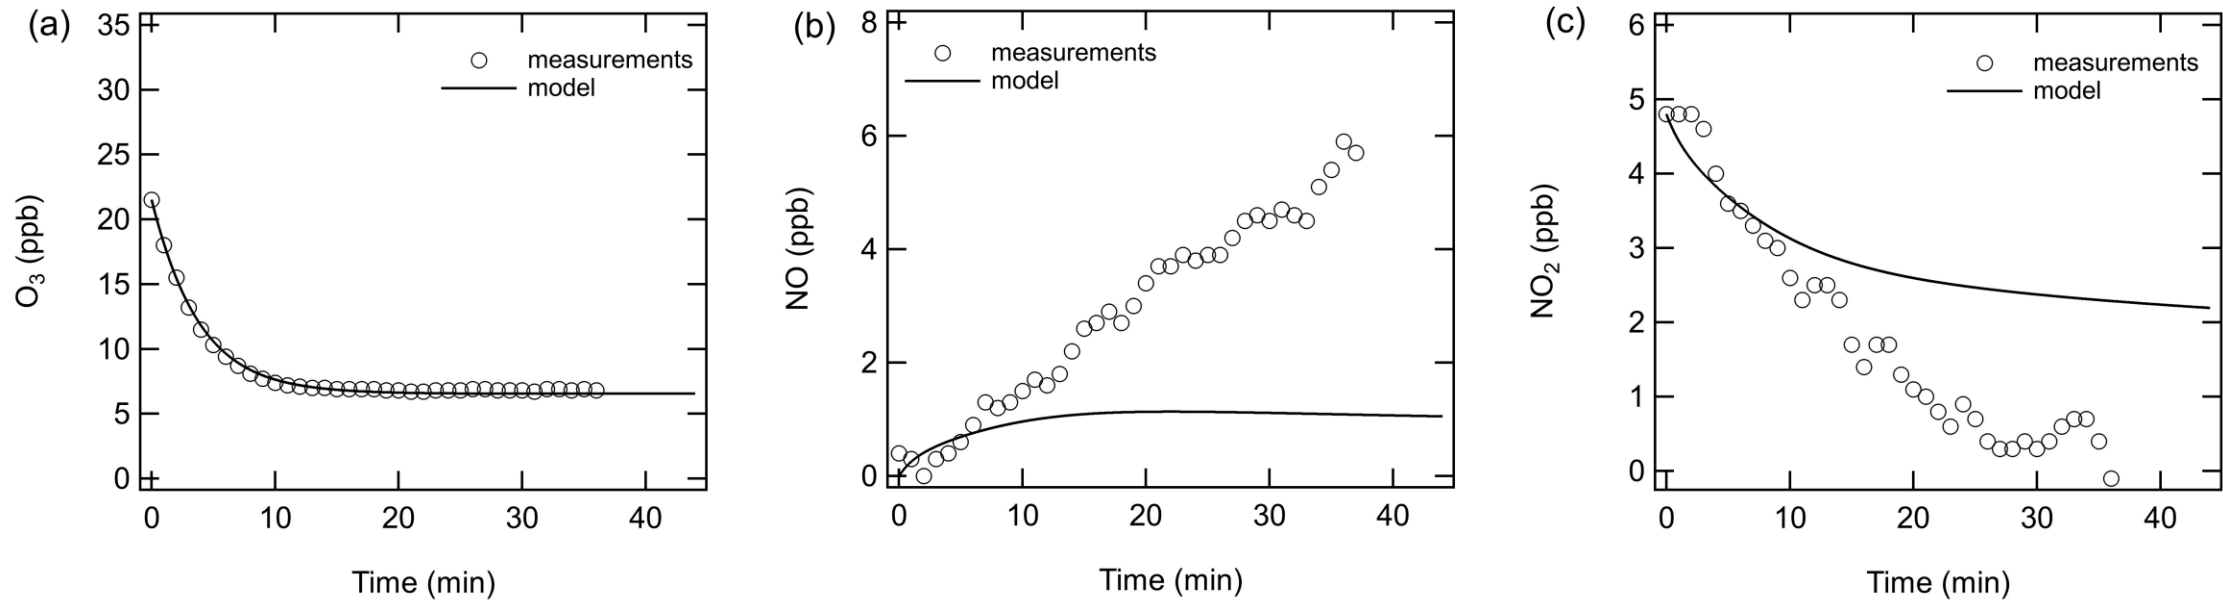 (a)
35
30
25
20
15
10
5
0
O3 (ppb)
measurements
model
0 10 20 30 40
Time (min)
(b)
8
6
4
2
0
NO (ppb)
measurements
model
0 10 20 30 40
Time (min)
(c)
6
5
4
3
2
1
0
NO2 (ppb)
measurements
model
0 10 20 30 40
Time (min)